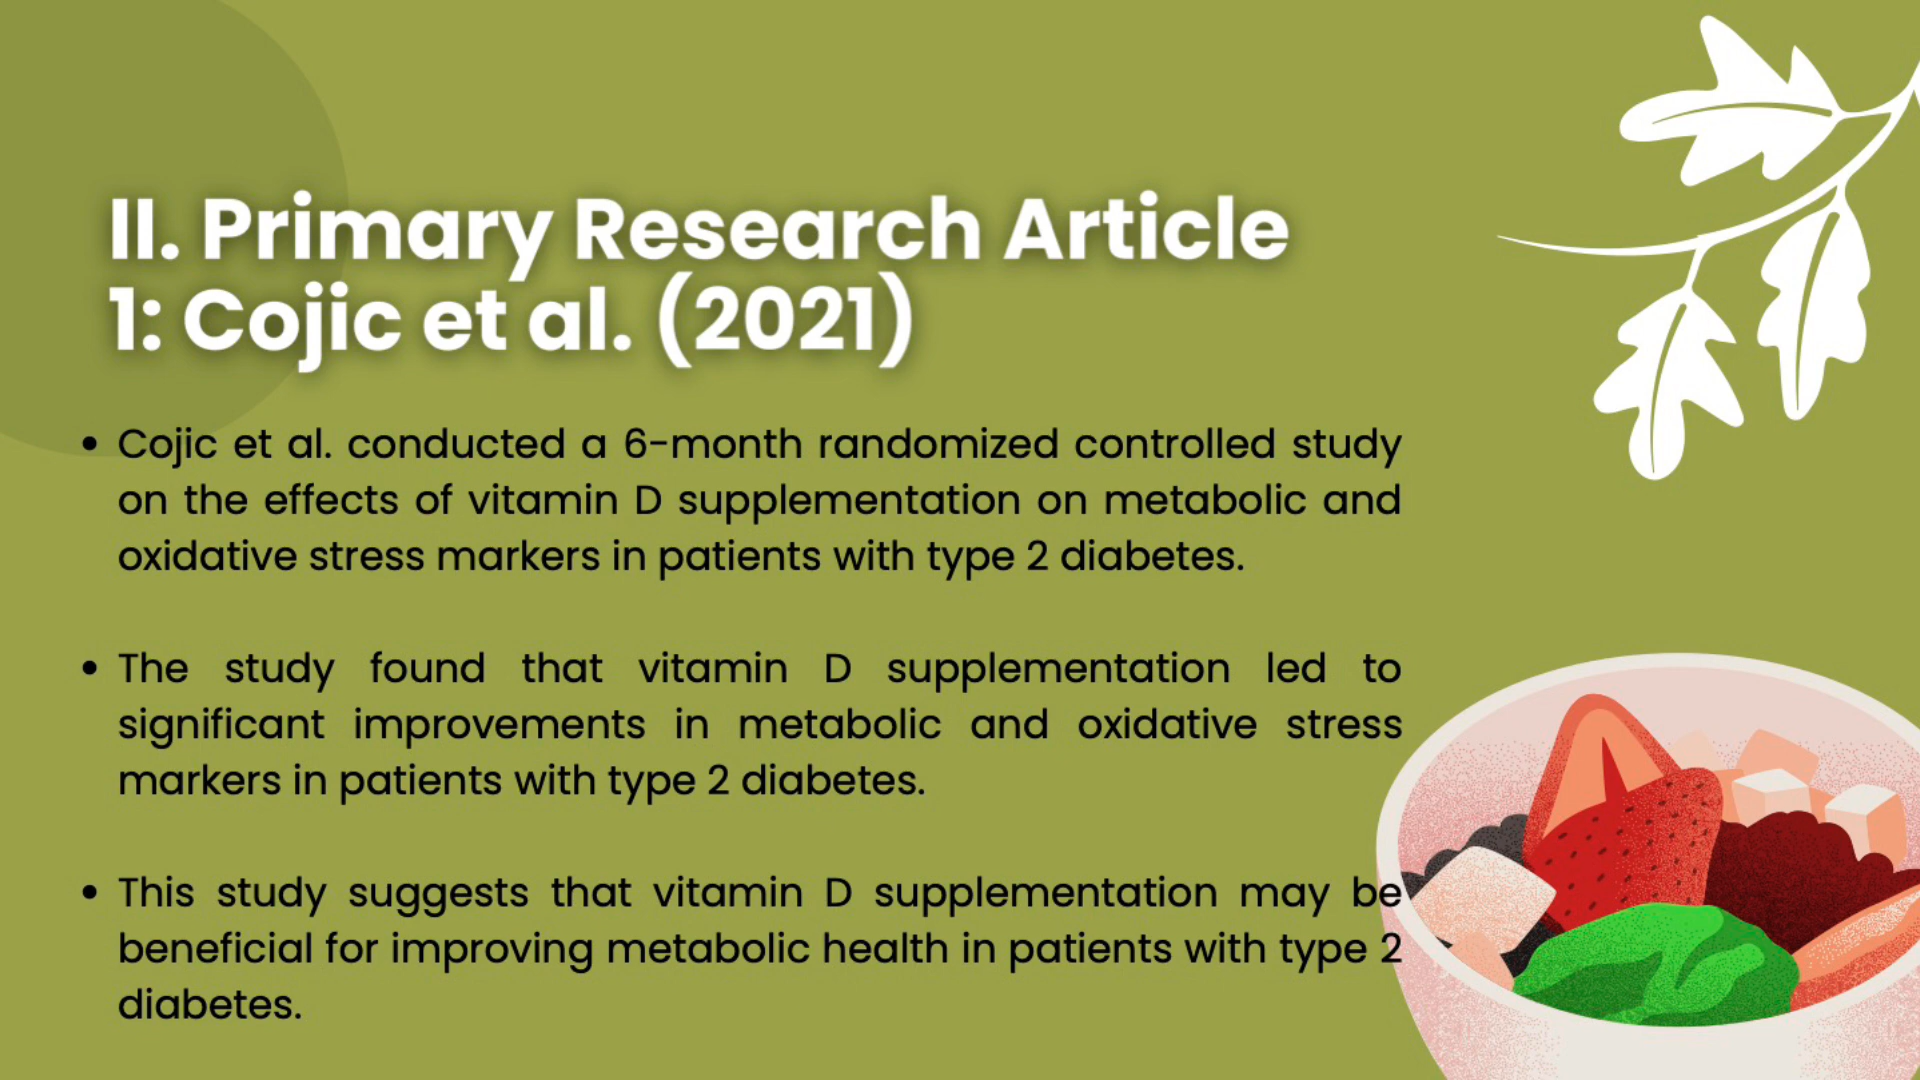 II. Primary Research Article
1: Cojic et al. (2021)
• Cojic et al. conducted a 6-month randomized controlled study
on the effects of vitamin D supplementation on metabolic and
oxidative stress markers in patients with type 2 diabetes.
• The study found that vitamin D supplementation led to
significant improvements in metabolic and oxidative stress
markers in patients with type 2 diabetes.
• This study suggests that vitamin D supplementation may be
beneficial for improving metabolic health in patients with type 2
diabetes.